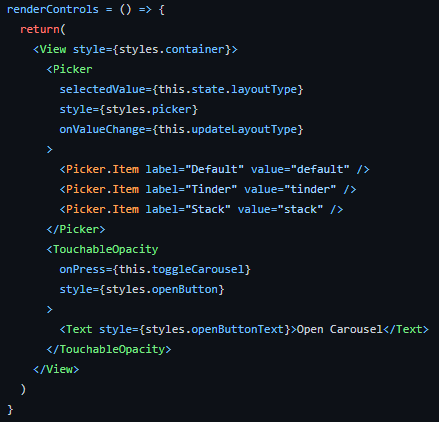 renderControls = () => {
  return(
    <View style={styles.container}>
      <Picker
        selectedValue={this.state.layoutType}
        style={styles.picker}
        onValueChange={this.updateLayoutType}
      >
        <Picker.Item label="Default" value="default" />
        <Picker.Item label="Tinder" value="tinder" />
        <Picker.Item label="Stack" value="stack" />
      </Picker>
      <TouchableOpacity
        onPress={this.toggleCarousel}
        style={styles.openButton}
      >
        <Text style={styles.openButtonText}>Open Carousel</Text>
      </TouchableOpacity>
    </View>
  )
}